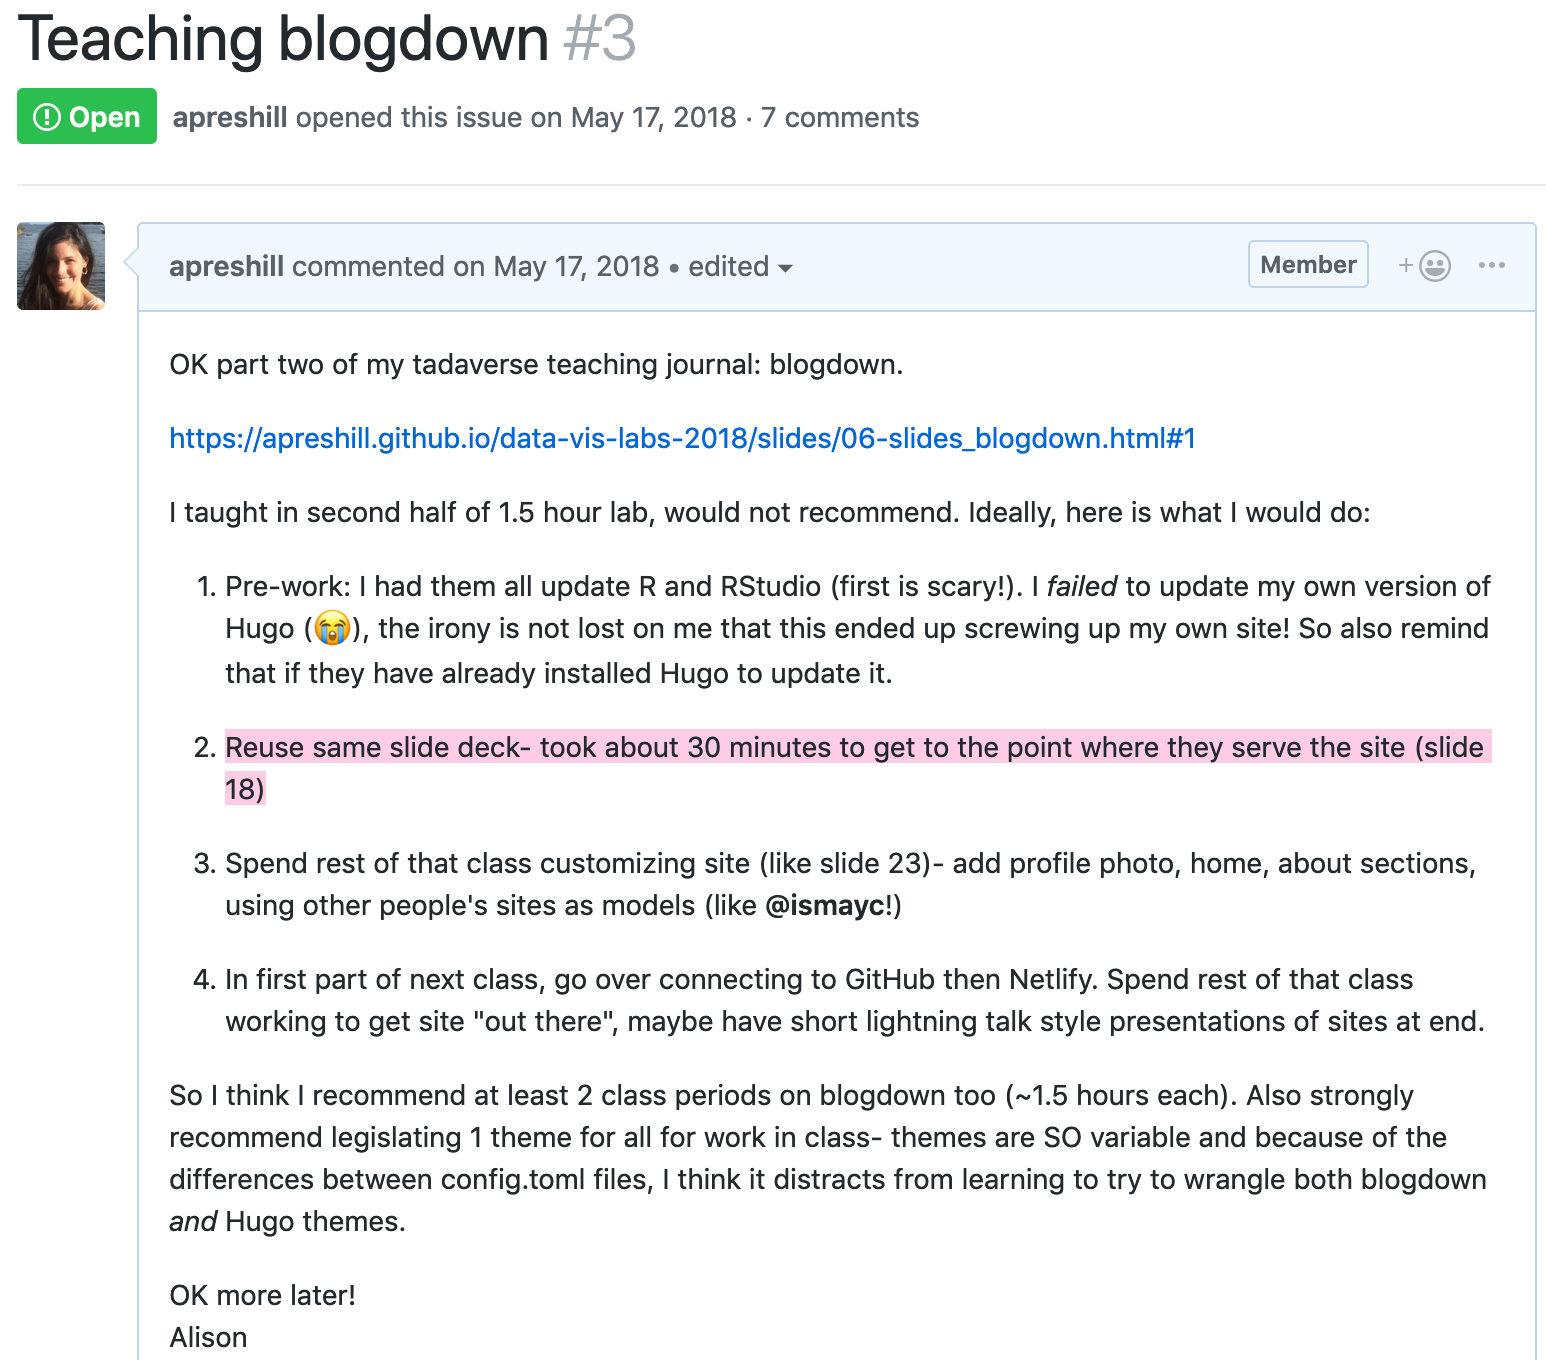 Teaching blogdown #3
Open apreshill opened this issue on May 17, 2018 · 7 comments
apreshill commented on May 17, 2018 • edited
Member
OK part two of my tadaverse teaching journal: blogdown.
https://apreshill.github.io/data-vis-labs-2018/slides/06-slides_blogdown.html#1
I taught in second half of 1.5 hour lab, would not recommend. Ideally, here is what I would do:
1. Pre-work: I had them all update R and RStudio (first is scary!). I failed to update my own version of
Hugo (😭), the irony is not lost on me that this ended up screwing up my own site! So also remind
that if they have already installed Hugo to update it.
2. Reuse same slide deck- took about 30 minutes to get to the point where they serve the site (slide
18)
3. Spend rest of that class customizing site (like slide 23)- add profile photo, home, about sections,
using other people's sites as models (like @ismayc!)
4. In first part of next class, go over connecting to GitHub then Netlify. Spend rest of that class
working to get site "out there", maybe have short lightning talk style presentations of sites at end.
So I think I recommend at least 2 class periods on blogdown too (~1.5 hours each). Also strongly
recommend legislating 1 theme for all for work in class- themes are SO variable and because of the
differences between config.toml files, I think it distracts from learning to try to wrangle both blogdown
and Hugo themes.
OK more later!
Alison